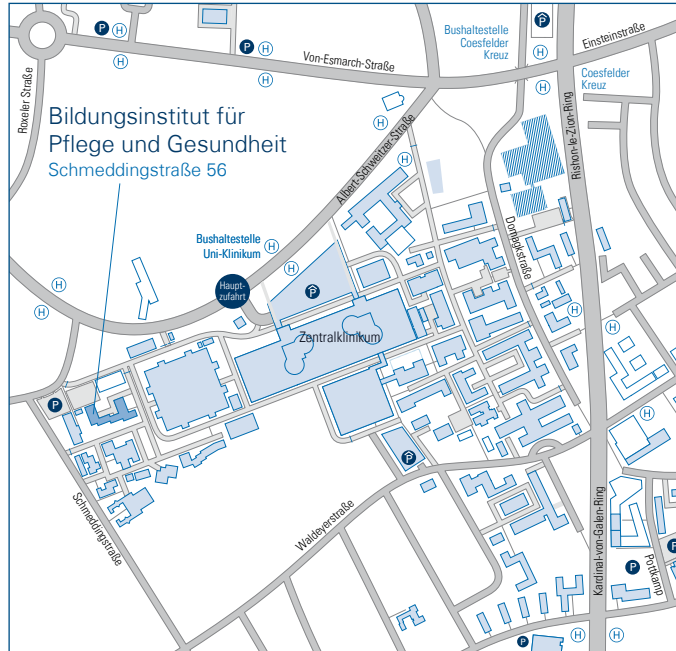 P
H
P
H
H
H
Von-Esmarch-Straße
Bushaltestelle
Coesfelder
Kreuz
P
H
H
H
Einsteinstraße
Coesfelder
Kreuz
Roxeler Straße
Rishon-le-Zion-Ring
Bildungsinstitut für
Pflege und Gesundheit
Schmeddingstraße 56
Albert-Schweitzer-Straße
H
H
Domagkstraße
Bushaltestelle
Uni-Klinikum
H
H
Haupt-
zufahrt
P
H
H
Zentralklinikum
H
H
P
H
P
Schmeddingstraße
Waldeyerstraße
Kardinal-von-Galen-Ring
Pottkamp
P
P
P
H
H